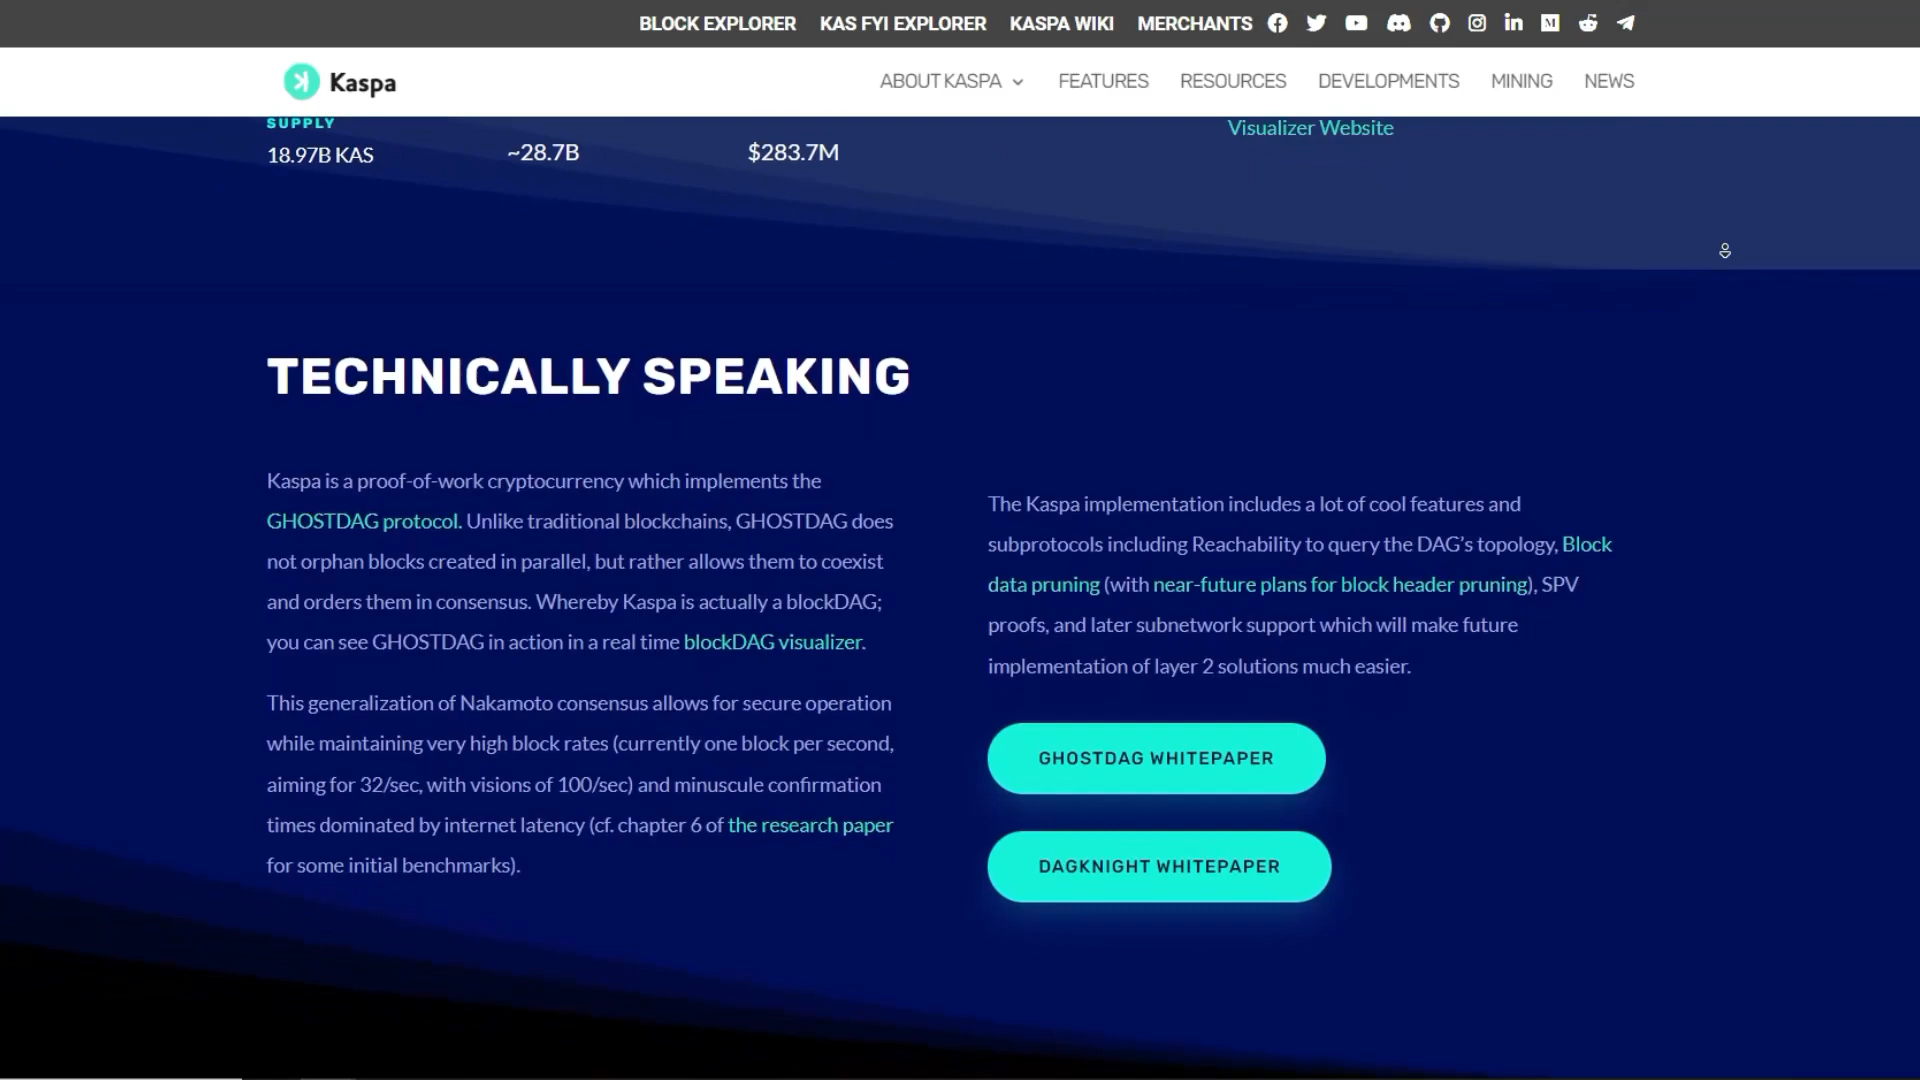 BLOCK EXPLORER KAS FYI EXPLORER KASPA WIKI MERCHANTS
Kaspa ABOUT KASPA FEATURES RESOURCES DEVELOPMENTS MINING NEWS
SUPPLY
18.97B KAS ~28.7B $283.7M
Visualizer Website
TECHNICALLY SPEAKING
Kaspa is a proof-of-work cryptocurrency which implements the
GHOSTDAG protocol. Unlike traditional blockchains, GHOSTDAG does
not orphan blocks created in parallel, but rather allows them to coexist
and orders them in consensus. Whereby Kaspa is actually a blockDAG;
you can see GHOSTDAG in action in a real time blockDAG visualizer.
This generalization of Nakamoto consensus allows for secure operation
while maintaining very high block rates (currently one block per second,
aiming for 32/sec, with visions of 100/sec) and minuscule confirmation
times dominated by internet latency (cf. chapter 6 of the research paper
for some initial benchmarks).
The Kaspa implementation includes a lot of cool features and
subprotocols including Reachability to query the DAG’s topology, Block
data pruning (with near-future plans for block header pruning), SPV
proofs, and later subnetwork support which will make future
implementation of layer 2 solutions much easier.
GHOSTDAG WHITEPAPER
DAGKNIGHT WHITEPAPER